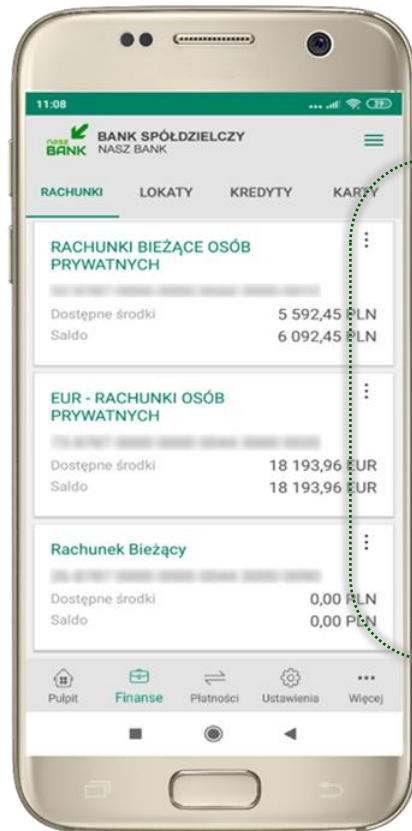 11:08
39
nasz
BANK
BANK SPÓŁDZIELCZY
NASZ BANK
RACHUNKI LOKATY KREDYTY KARTY
RACHUNKI BIEŻĄCE OSÓB
PRYWATNYCH
Dostępne środki 5 592,45 PLN
Saldo 6 092,45 PLN
EUR - RACHUNKI OSÓB
PRYWATNYCH
Dostępne środki 18 193,96 EUR
Saldo 18 193,96 EUR
Rachunek Bieżący
Dostępne środki 0,00 PLN
Saldo 0,00 PLN
Pulpit Finanse Płatności Ustawienia Więcej